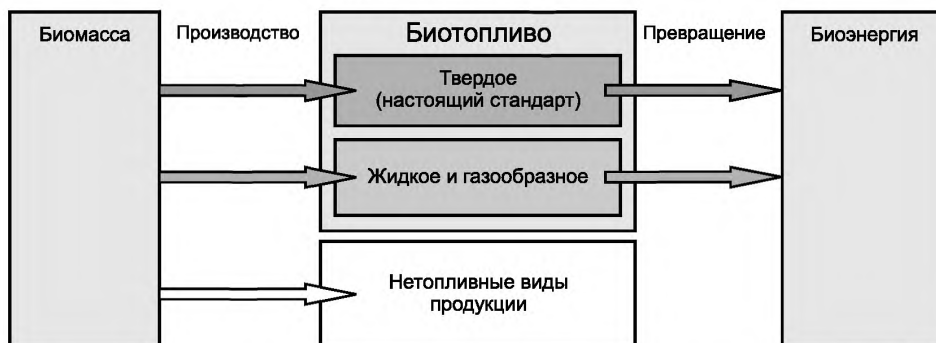 Биомасса
Производство
Биотопливо
Превращение
Биоэнергия
Твердое
(настоящий стандарт)
Жидкое и газообразное
Нетопливные виды
продукции